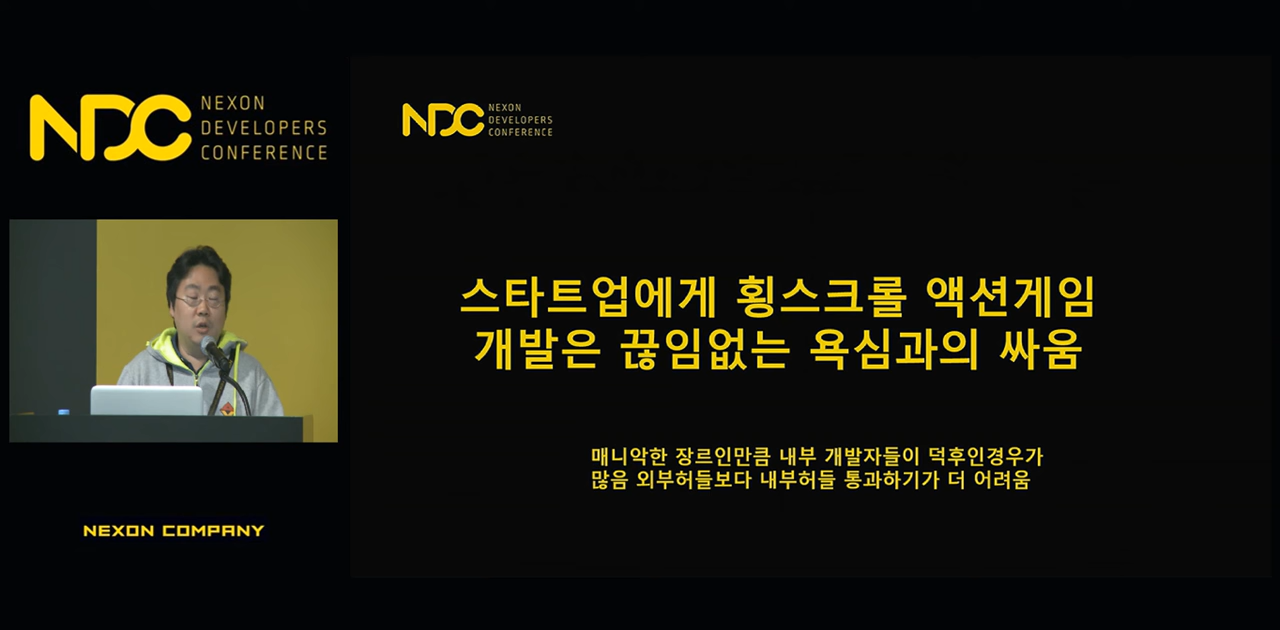 NDC
NEXON
DEVELOPERS
CONFERENCE
NDC
NEXON
DEVELOPERS
CONFERENCE
스타트업에게 횡스크롤 액션게임
개발은 끊임없는 욕심과의 싸움
매니악한 장르인만큼 내부 개발자들이 덕후인경우가
많음 외부허들보다 내부허들 통과하기가 더 어려움
NEXON COMPANY